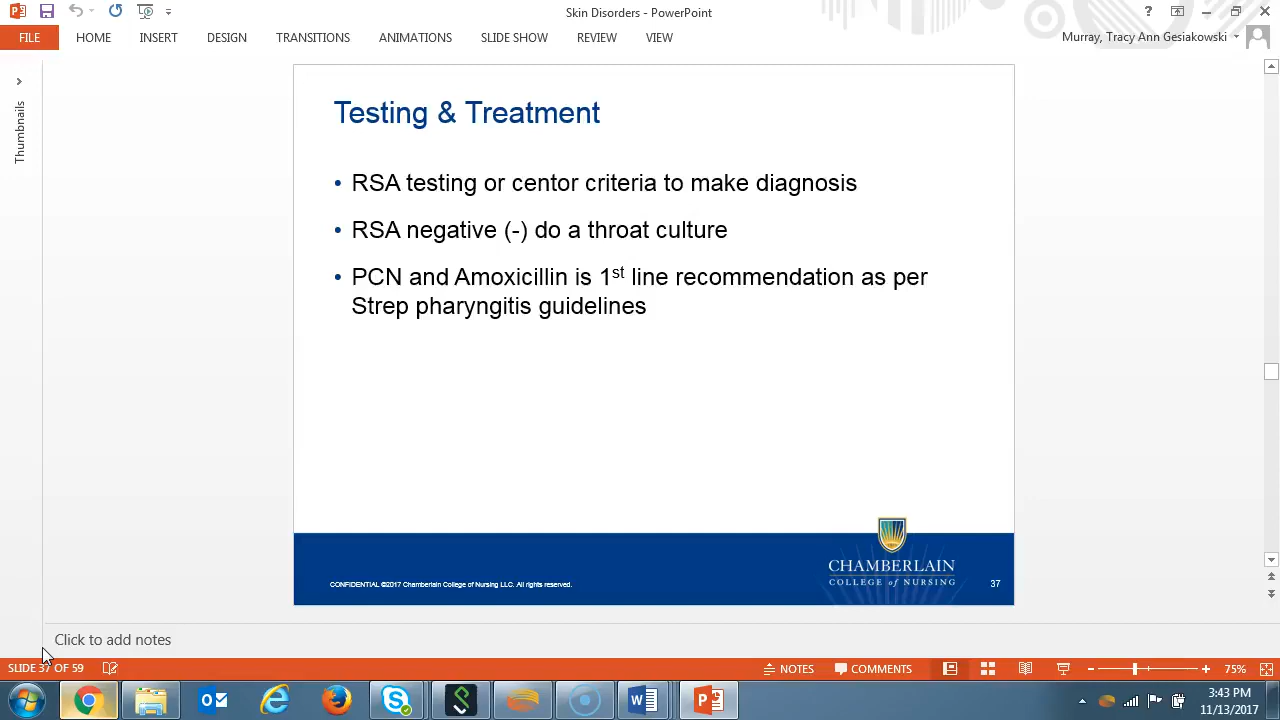 Skin Disorders - PowerPoint
?
FILE HOME INSERT DESIGN TRANSITIONS ANIMATIONS SLIDE SHOW REVIEW VIEW
Murray, Tracy Ann Gesiakowski
Thumbnails
Testing & Treatment
• RSA testing or centor criteria to make diagnosis
• RSA negative (-) do a throat culture
• PCN and Amoxicillin is 1st line recommendation as per
Strep pharyngitis guidelines
CHAMBERLAIN
COLLEGE of NURSING
CONFIDENTIAL ©2017 Chamberlain College of Nursing LLC. All rights reserved.
37
Click to add notes
SLIDE 37 OF 59
NOTES COMMENTS
75%
3:43 PM
11/13/2017